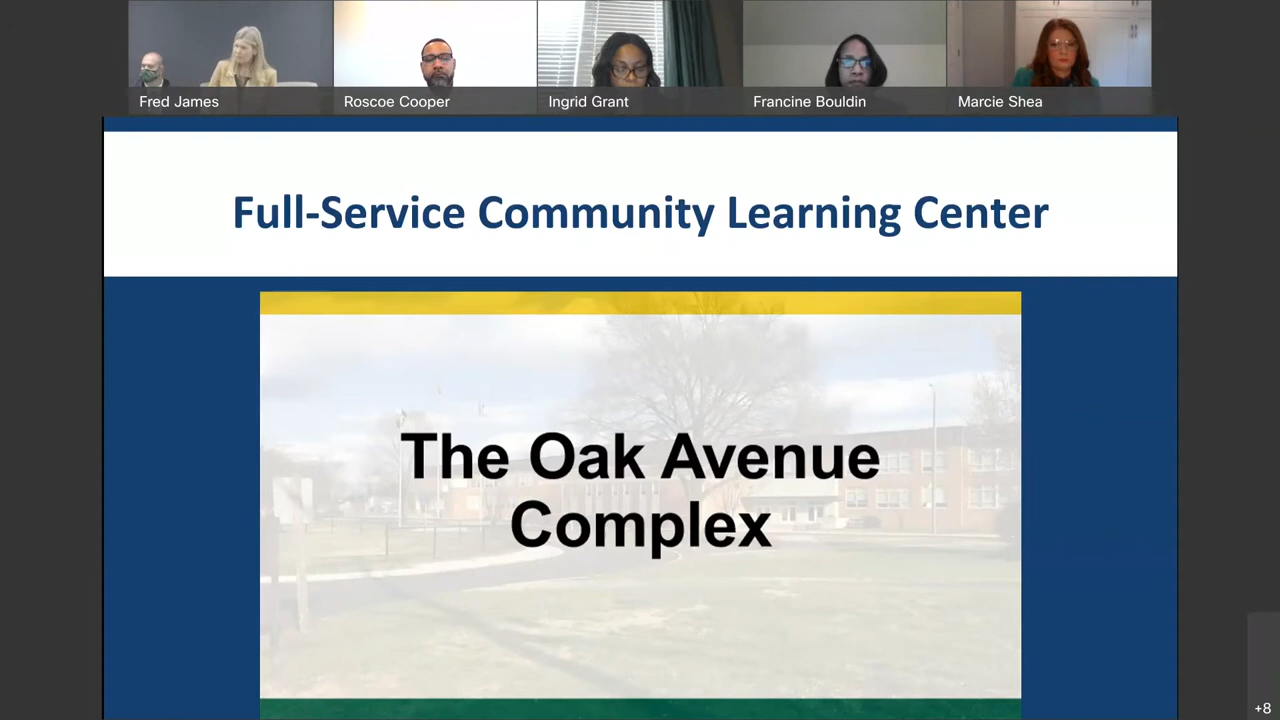 Fred James
Roscoe Cooper
Ingrid Grant
Francine Bouldin
Marcie Shea
Full-Service Community Learning Center
The Oak Avenue
Complex
+8